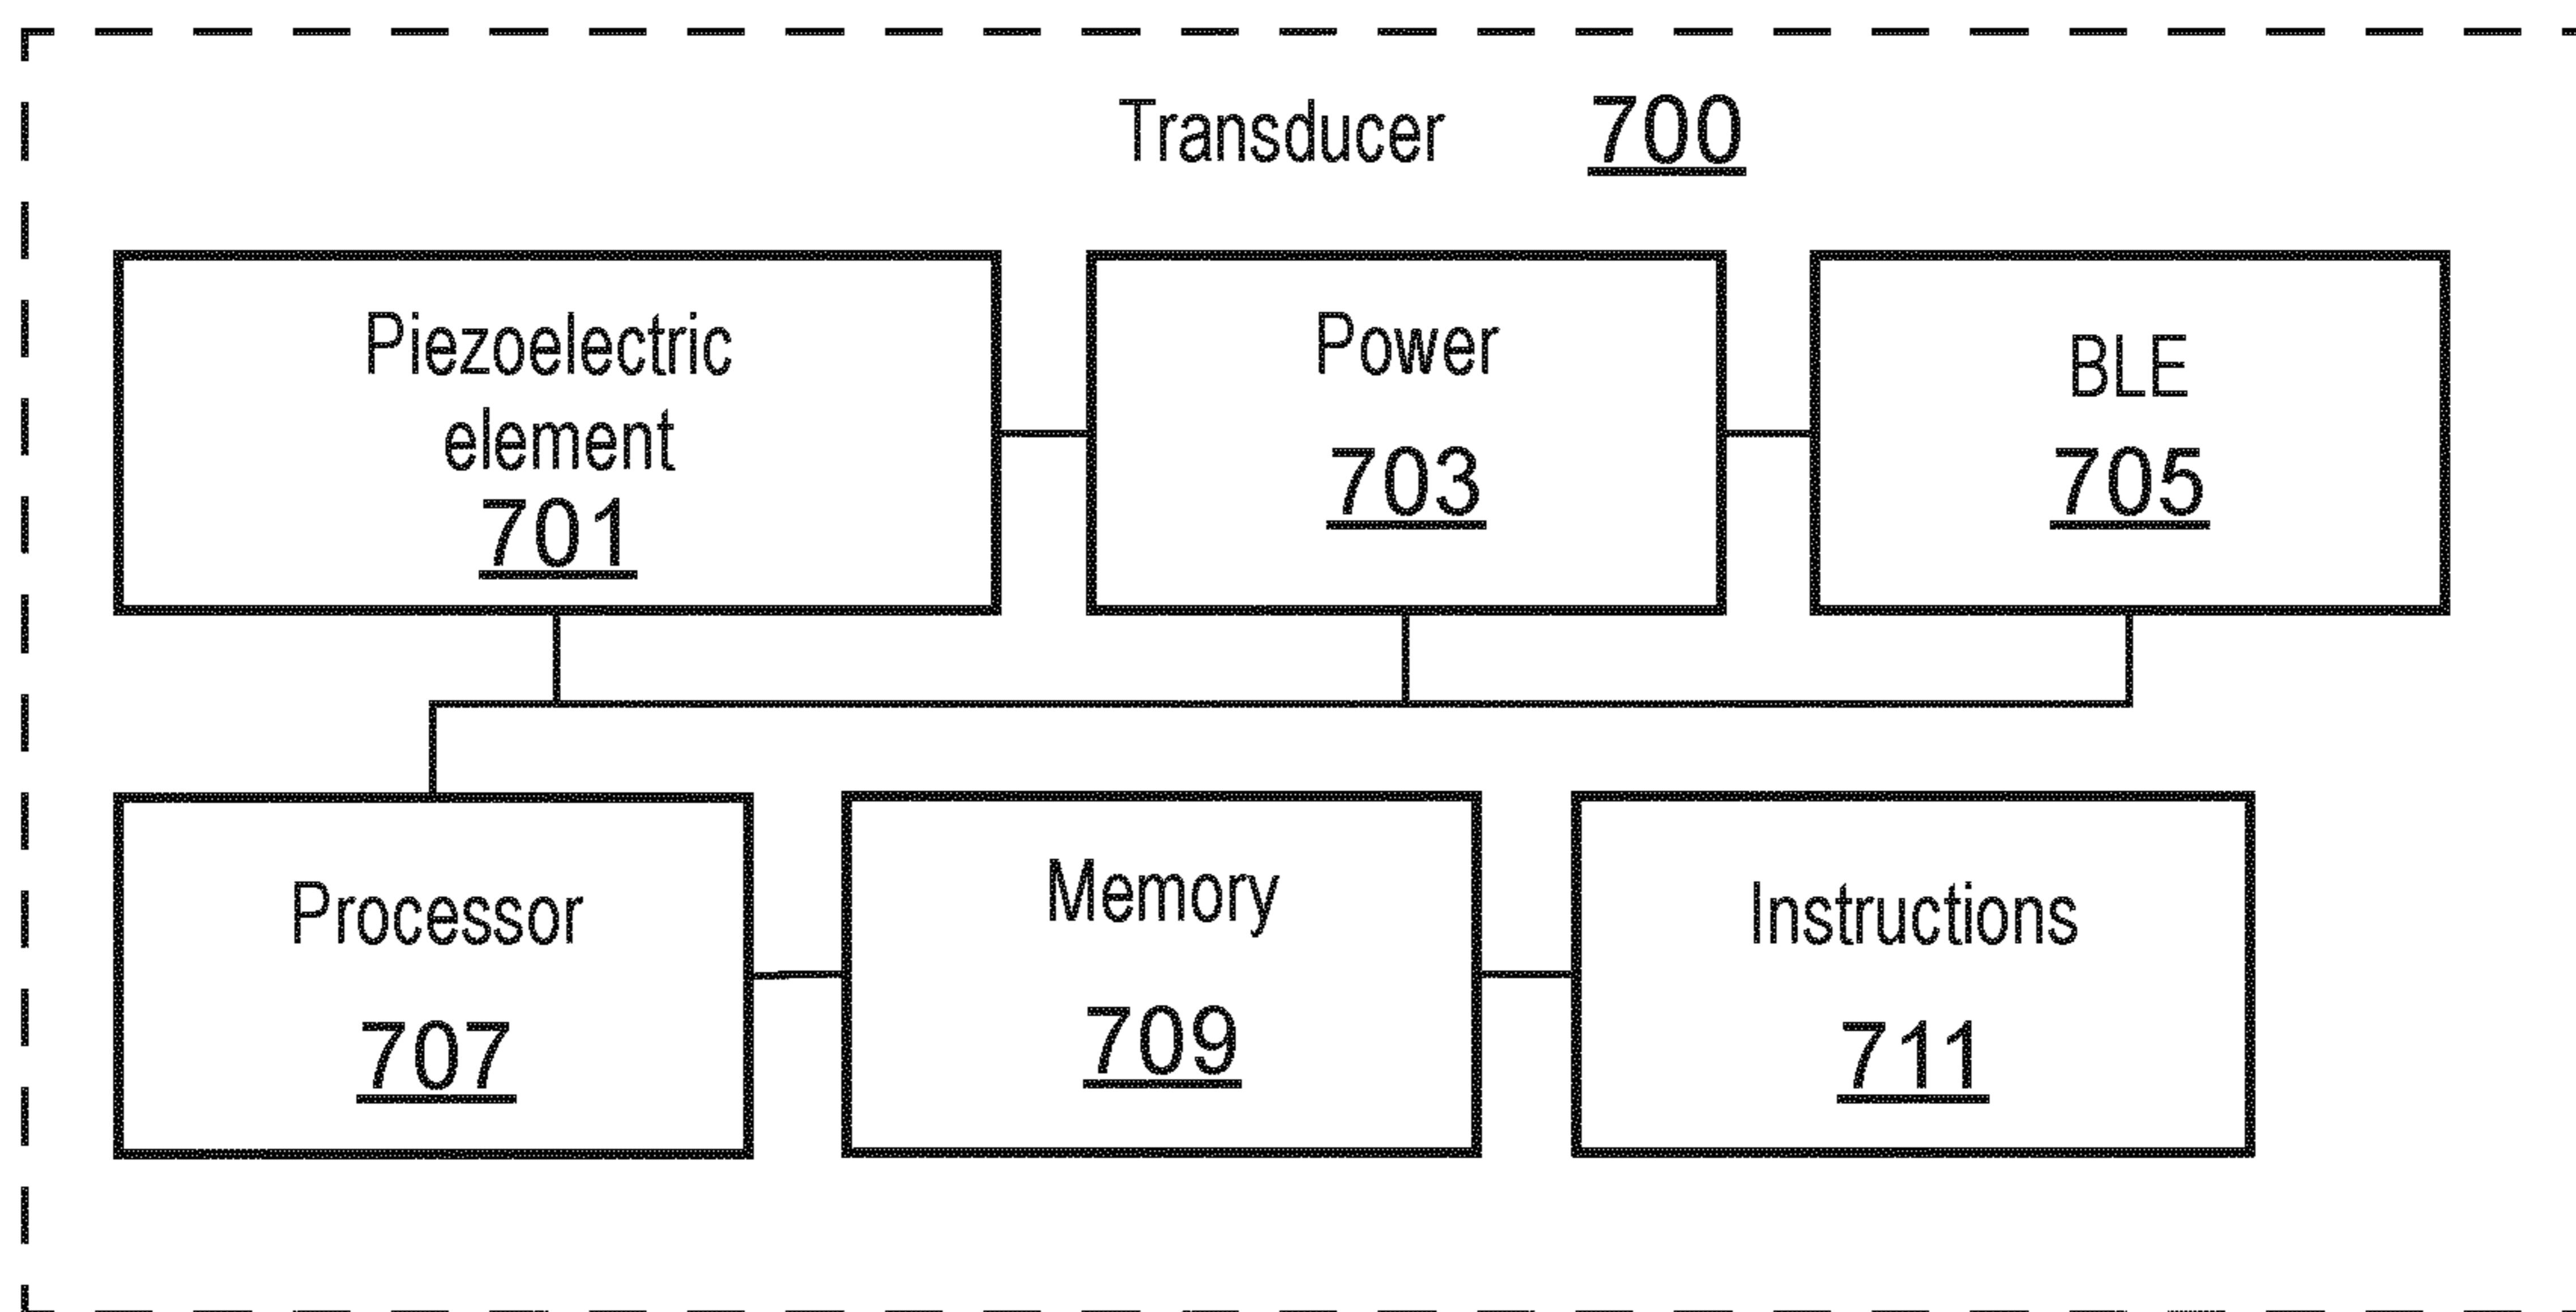 Transducer 700
Piezoelectric
element
701
Power
703
BLE
705
Processor
707
Memory
709
Instructions
711